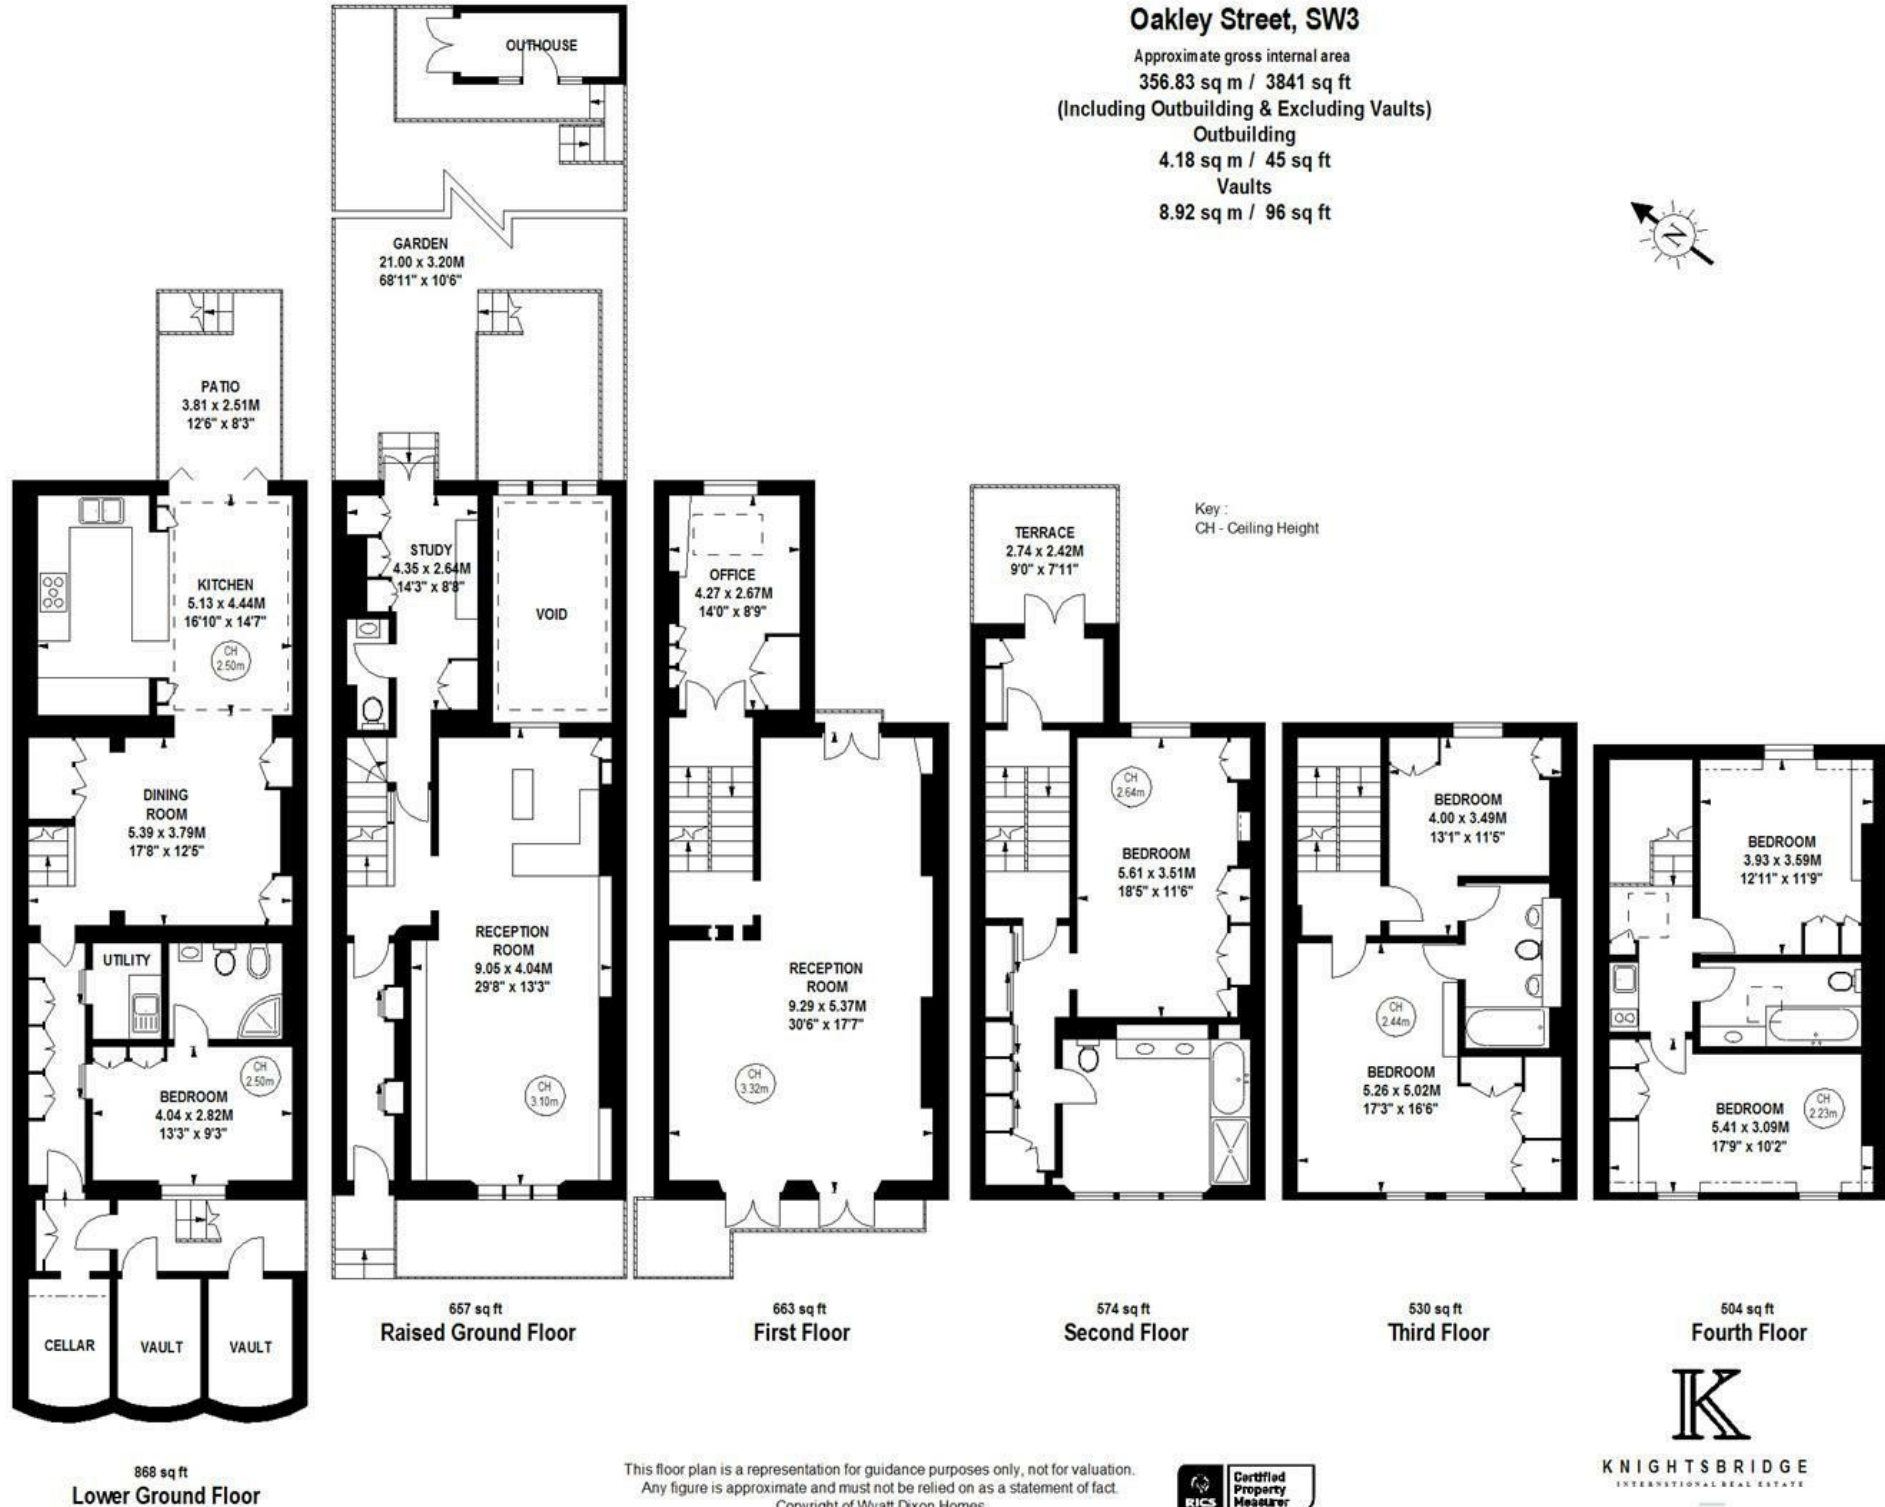 Oakley Street, SW3
Approximate gross internal area
356.83 sq m / 3841 sq ft
(Including Outbuilding & Excluding Vaults)
Outbuilding
4.18 sq m / 45 sq ft
Vaults
8.92 sq m / 96 sq ft
N
OUTHOUSE
GARDEN
21.00 x 3.20M
68'11" x 10'6"
PATIO
3.81 x 2.51M
12'6" x 8'3"
Key :
CH - Ceiling Height
KITCHEN
5.13 x 4.44M
16'10" x 14'7"
CH
2.50m
DINING
ROOM
5.39 x 3.79M
17'8" x 12'5"
UTILITY
CH
2.50m
BEDROOM
4.04 x 2.82M
13'3" x 9'3"
CELLAR
VAULT
VAULT
868 sq ft
Lower Ground Floor
STUDY
4.35 x 2.64M
14'3" x 8'8"
VOID
RECEPTION
ROOM
9.05 x 4.04M
29'8" x 13'3"
CH
3.10m
657 sq ft
Raised Ground Floor
OFFICE
4.27 x 2.67M
14'0" x 8'9"
RECEPTION
ROOM
9.29 x 5.37M
30'6" x 17'7"
CH
3.32m
663 sq ft
First Floor
TERRACE
2.74 x 2.42M
9'0" x 7'11"
CH
2.64m
BEDROOM
5.61 x 3.51M
18'5" x 11'6"
574 sq ft
Second Floor
BEDROOM
4.00 x 3.49M
13'1" x 11'5"
CH
2.44m
BEDROOM
5.26 x 5.02M
17'3" x 16'6"
530 sq ft
Third Floor
BEDROOM
3.93 x 3.59M
12'11" x 11'9"
BEDROOM
5.41 x 3.09M
17'9" x 10'2"
CH
2.23m
504 sq ft
Fourth Floor
This floor plan is a representation for guidance purposes only, not for valuation.
Any figure is approximate and must not be relied on as a statement of fact.
Copyright of Wyatt Dixon Homes
RICS
Certified
Property
Measurer
K
KNIGHTSBRIDGE
INTERNATIONAL REAL ESTATE